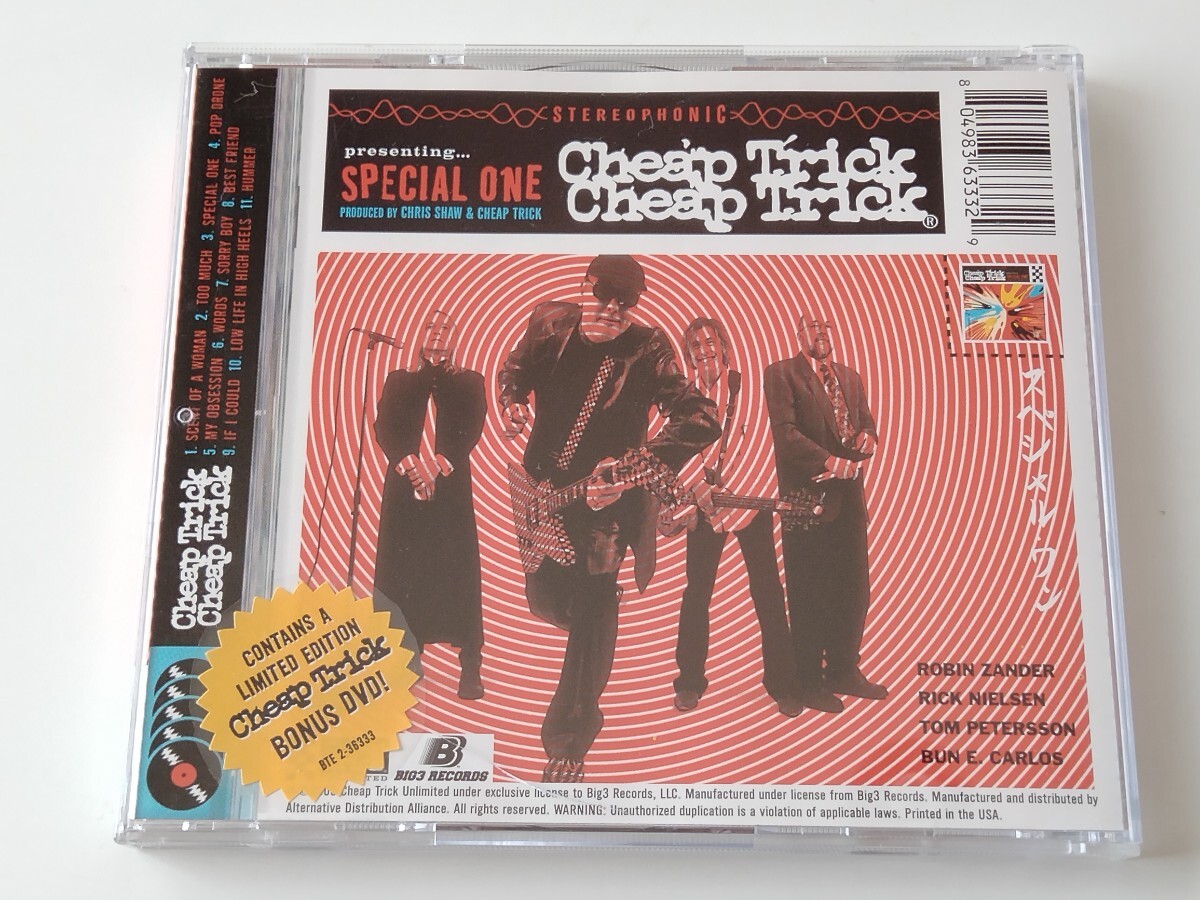 STEREOPHONIC
presenting...
SPECIAL ONE
PRODUCED BY CHRIS SHAW & CHEAP TRICK
Cheap Trick
Cheap Trick®
8 04983 63332 9
Cheap Trick
Cheap Trick
スペシャル・ワン
1. SCENT OF A WOMAN 2. TOO MUCH 3. SPECIAL ONE 4. POP DRONE
5. MY OBSESSION 6. WORDS 7. SORRY BOY 8. BEST FRIEND
9. IF I COULD 10. LOW LIFE IN HIGH HEELS 11. HUMMER
Cheap Trick
Cheap Trick
CONTAINS A
LIMITED EDITION
Cheap Trick
BONUS DVD!
BTE 2-36333
ROBIN ZANDER
RICK NIELSEN
TOM PETERSSON
BUN E. CARLOS
B
BIG3 RECORDS
Cheap Trick Unlimited under exclusive license to Big3 Records, LLC. Manufactured under license from Big3 Records. Manufactured and distributed by
Alternative Distribution Alliance. All rights reserved. WARNING: Unauthorized duplication is a violation of applicable laws. Printed in the USA.